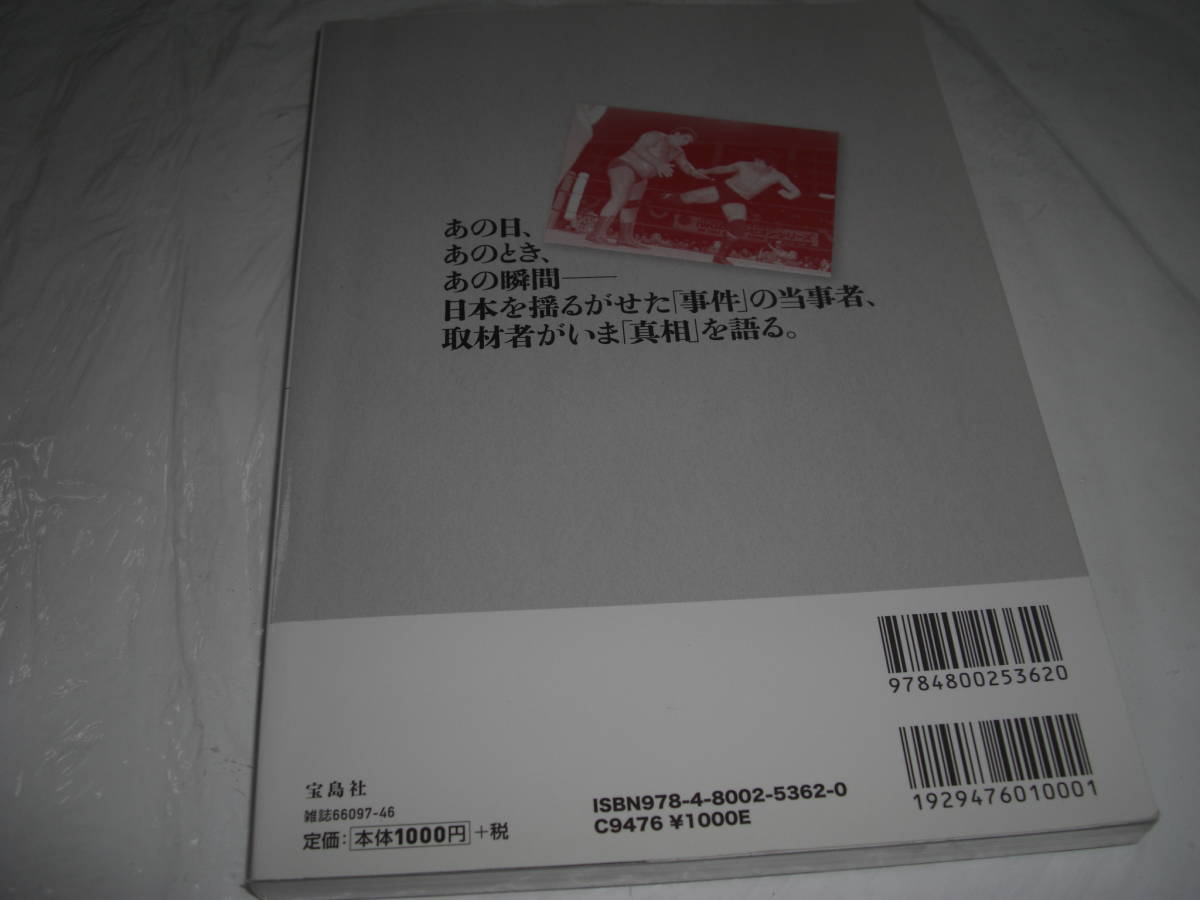 あの日、
あのとき、
あの瞬間――
日本を揺るがせた「事件」の当事者、
取材者がいま「真相」を語る。
9784800253620
1929476010001
宝島社
雑誌66097-46
定価:本体1000円+税
ISBN978-4-8002-5362-0
C9476 ¥1000E